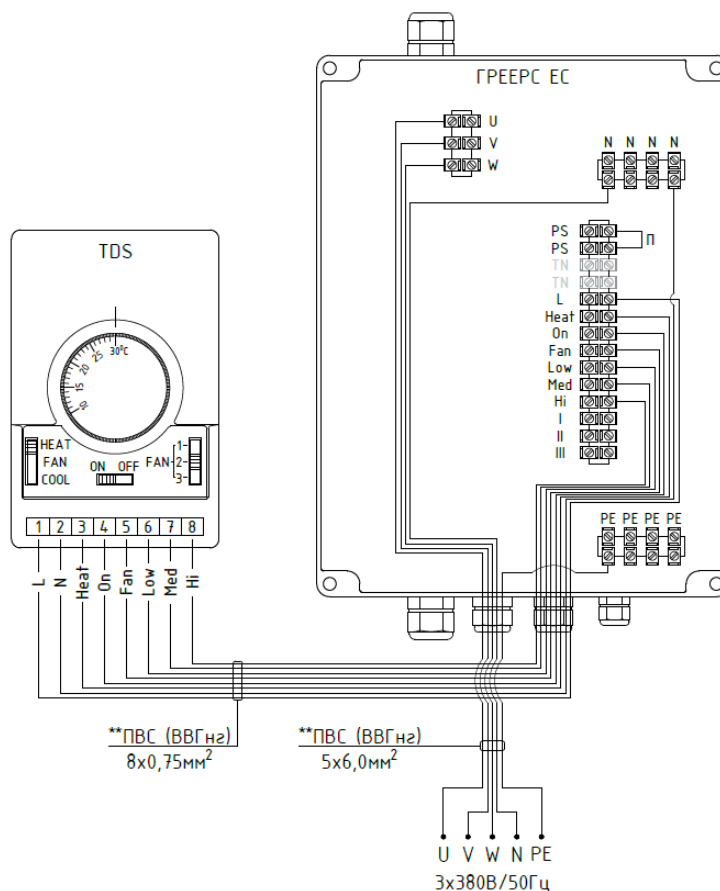 ГРЕЕРС ЕС
U
V
W
N N N N
PS
PS
TN
TN
L
Heat
On
Fan
Low
Med
Hi
I
II
III
П
PE PE PE PE
TDS
10
15
20
25
30°C
HEAT
FAN
COOL
ON OFF
FAN
1
2
3
1 2 3 4 5 6 7 8
L N Heat On Fan Low Med Hi
**ПВС (ВВГнг)
8х0,75мм²
**ПВС (ВВГнг)
5х6,0мм²
U V W N PE
3х380В/50Гц